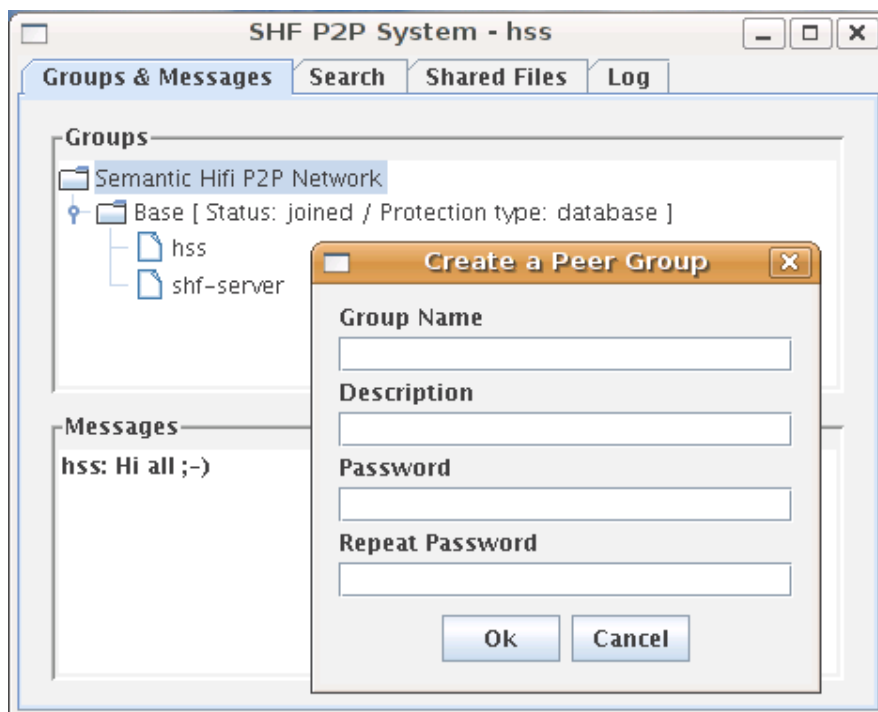 SHF P2P System - hss
Groups & Messages Search Shared Files Log
Groups
Semantic Hifi P2P Network
Base [ Status: joined / Protection type: database ]
hss
shf-server
Messages
hss: Hi all ;-)
Create a Peer Group
Group Name
Description
Password
Repeat Password
Ok Cancel